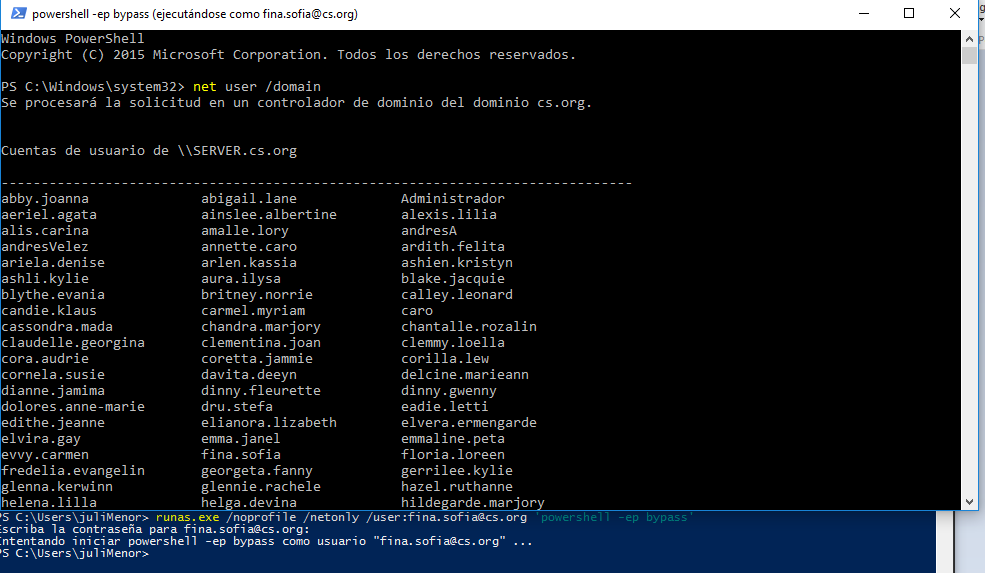 powershell -ep bypass (ejecutándose como fina.sofia@cs.org)
Windows PowerShell
Copyright (C) 2015 Microsoft Corporation. Todos los derechos reservados.
PS C:\Windows\system32> net user /domain
Se procesará la solicitud en un controlador de dominio del dominio cs.org.
Cuentas de usuario de \\SERVER.cs.org
-------------------------------------------------------------------------------
abby.joanna abigail.lane Administrador
aeriel.agata ainslee.albertine alexis.lilia
alis.carina amalle.lory andresA
andresVelez annette.caro ardith.felita
ariela.denise arlen.kassia ashien.kristyn
ashli.kylie aura.ilysa blake.jacquie
blythe.evania britney.norrie calley.leonard
candie.klaus carmel.myriam caro
cassondra.mada chandra.marjory chantalle.rozalin
claudelle.georgina clementina.joan clemmy.loella
cora.audrie coretta.jammie corilla.lew
cornela.susie davita.deeyn delcine.marieann
dianne.jamima dinny.fleurette dinny.gwenny
dolores.anne-marie dru.stefa eadie.letti
edithe.jeanne elianora.lizabeth elvera.ermengarde
elvira.gay emma.janel emmaline.peta
evvy.carmen fina.sofia floria.loreen
fredelia.evangelin georgeta.fanny gerrilee.kylie
glenna.kerwinn glennie.rachele hazel.ruthanne
helena.lilla helga.devina hildegarde.marjory
PS C:\Users\juliMenor> runas.exe /noprofile /netonly /user:fina.sofia@cs.org 'powershell -ep bypass'
Escriba la contraseña para fina.sofia@cs.org:
Intentando iniciar powershell -ep bypass como usuario "fina.sofia@cs.org" ...
PS C:\Users\juliMenor>